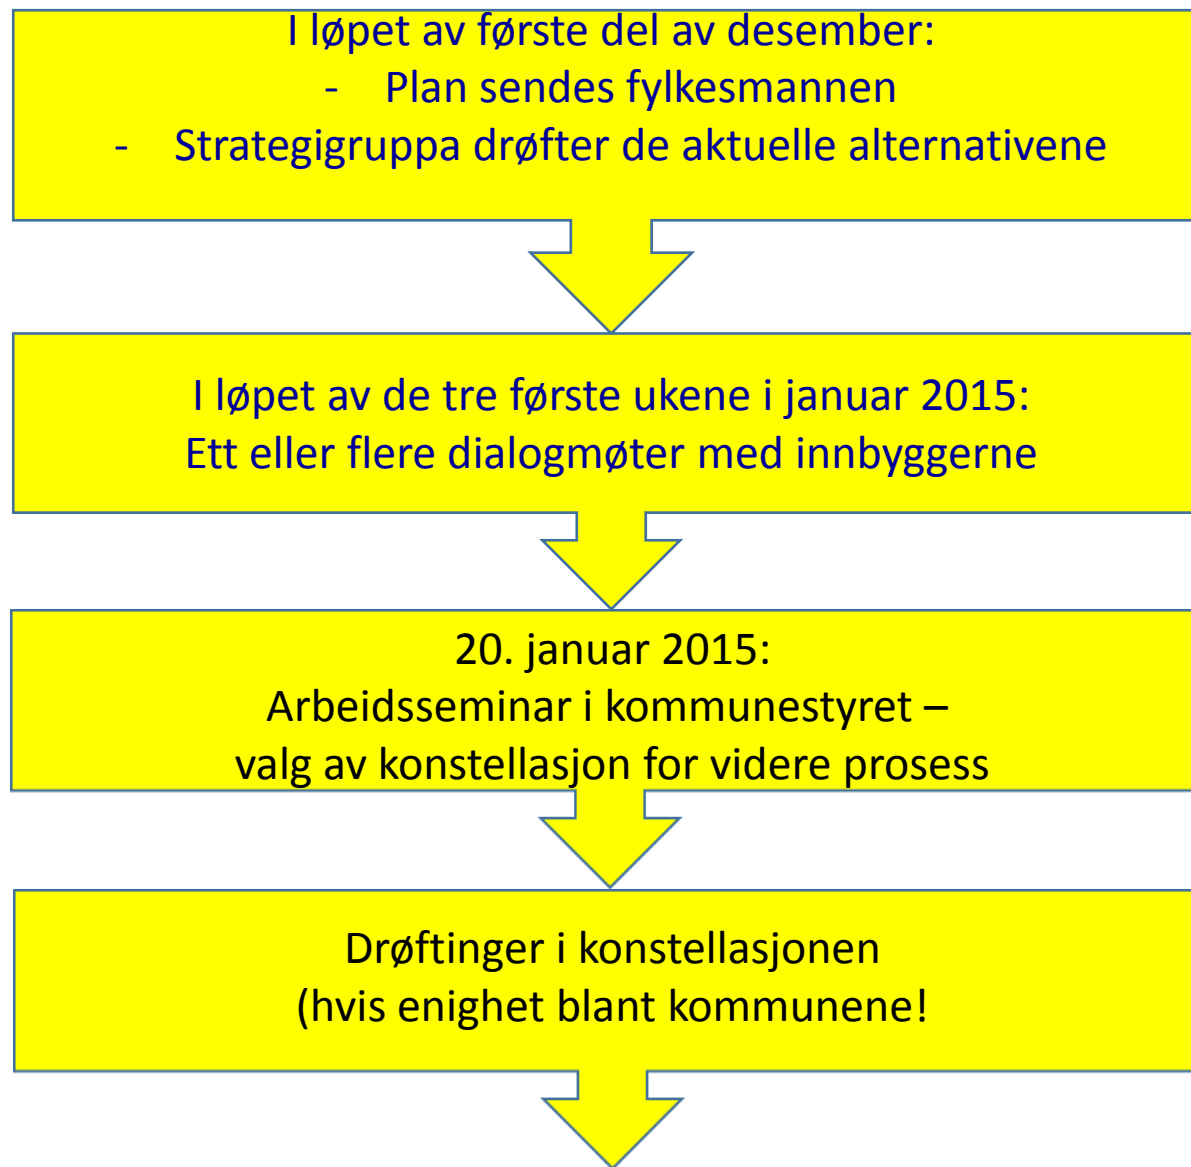 I løpet av første del av desember:
- Plan sendes fylkesmannen
- Strategigruppa drøfter de aktuelle alternativene
I løpet av de tre første ukene i januar 2015:
Ett eller flere dialogmøter med innbyggerne
20. januar 2015:
Arbeidsseminar i kommunestyret –
valg av konstellasjon for videre prosess
Drøftinger i konstellasjonen
(hvis enighet blant kommunene!